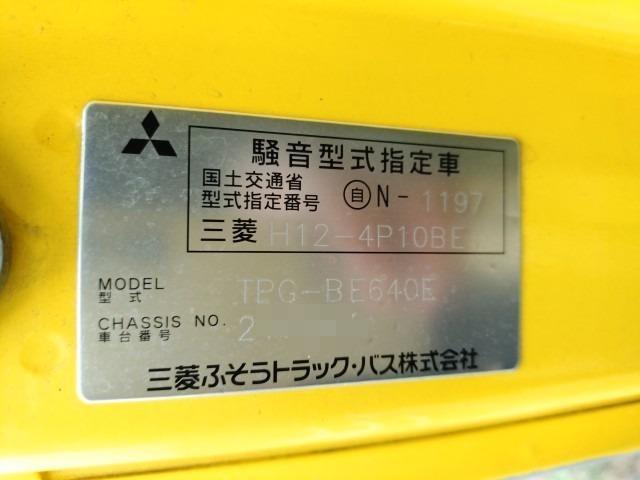 騒音型式指定車
国土交通省
型式指定番号 自 N- 1197
三菱 H12-4P10BE
MODEL
型式 TPG-BE640E
CHASSIS NO.
車台番号 2
三菱ふそうトラック・バス株式会社